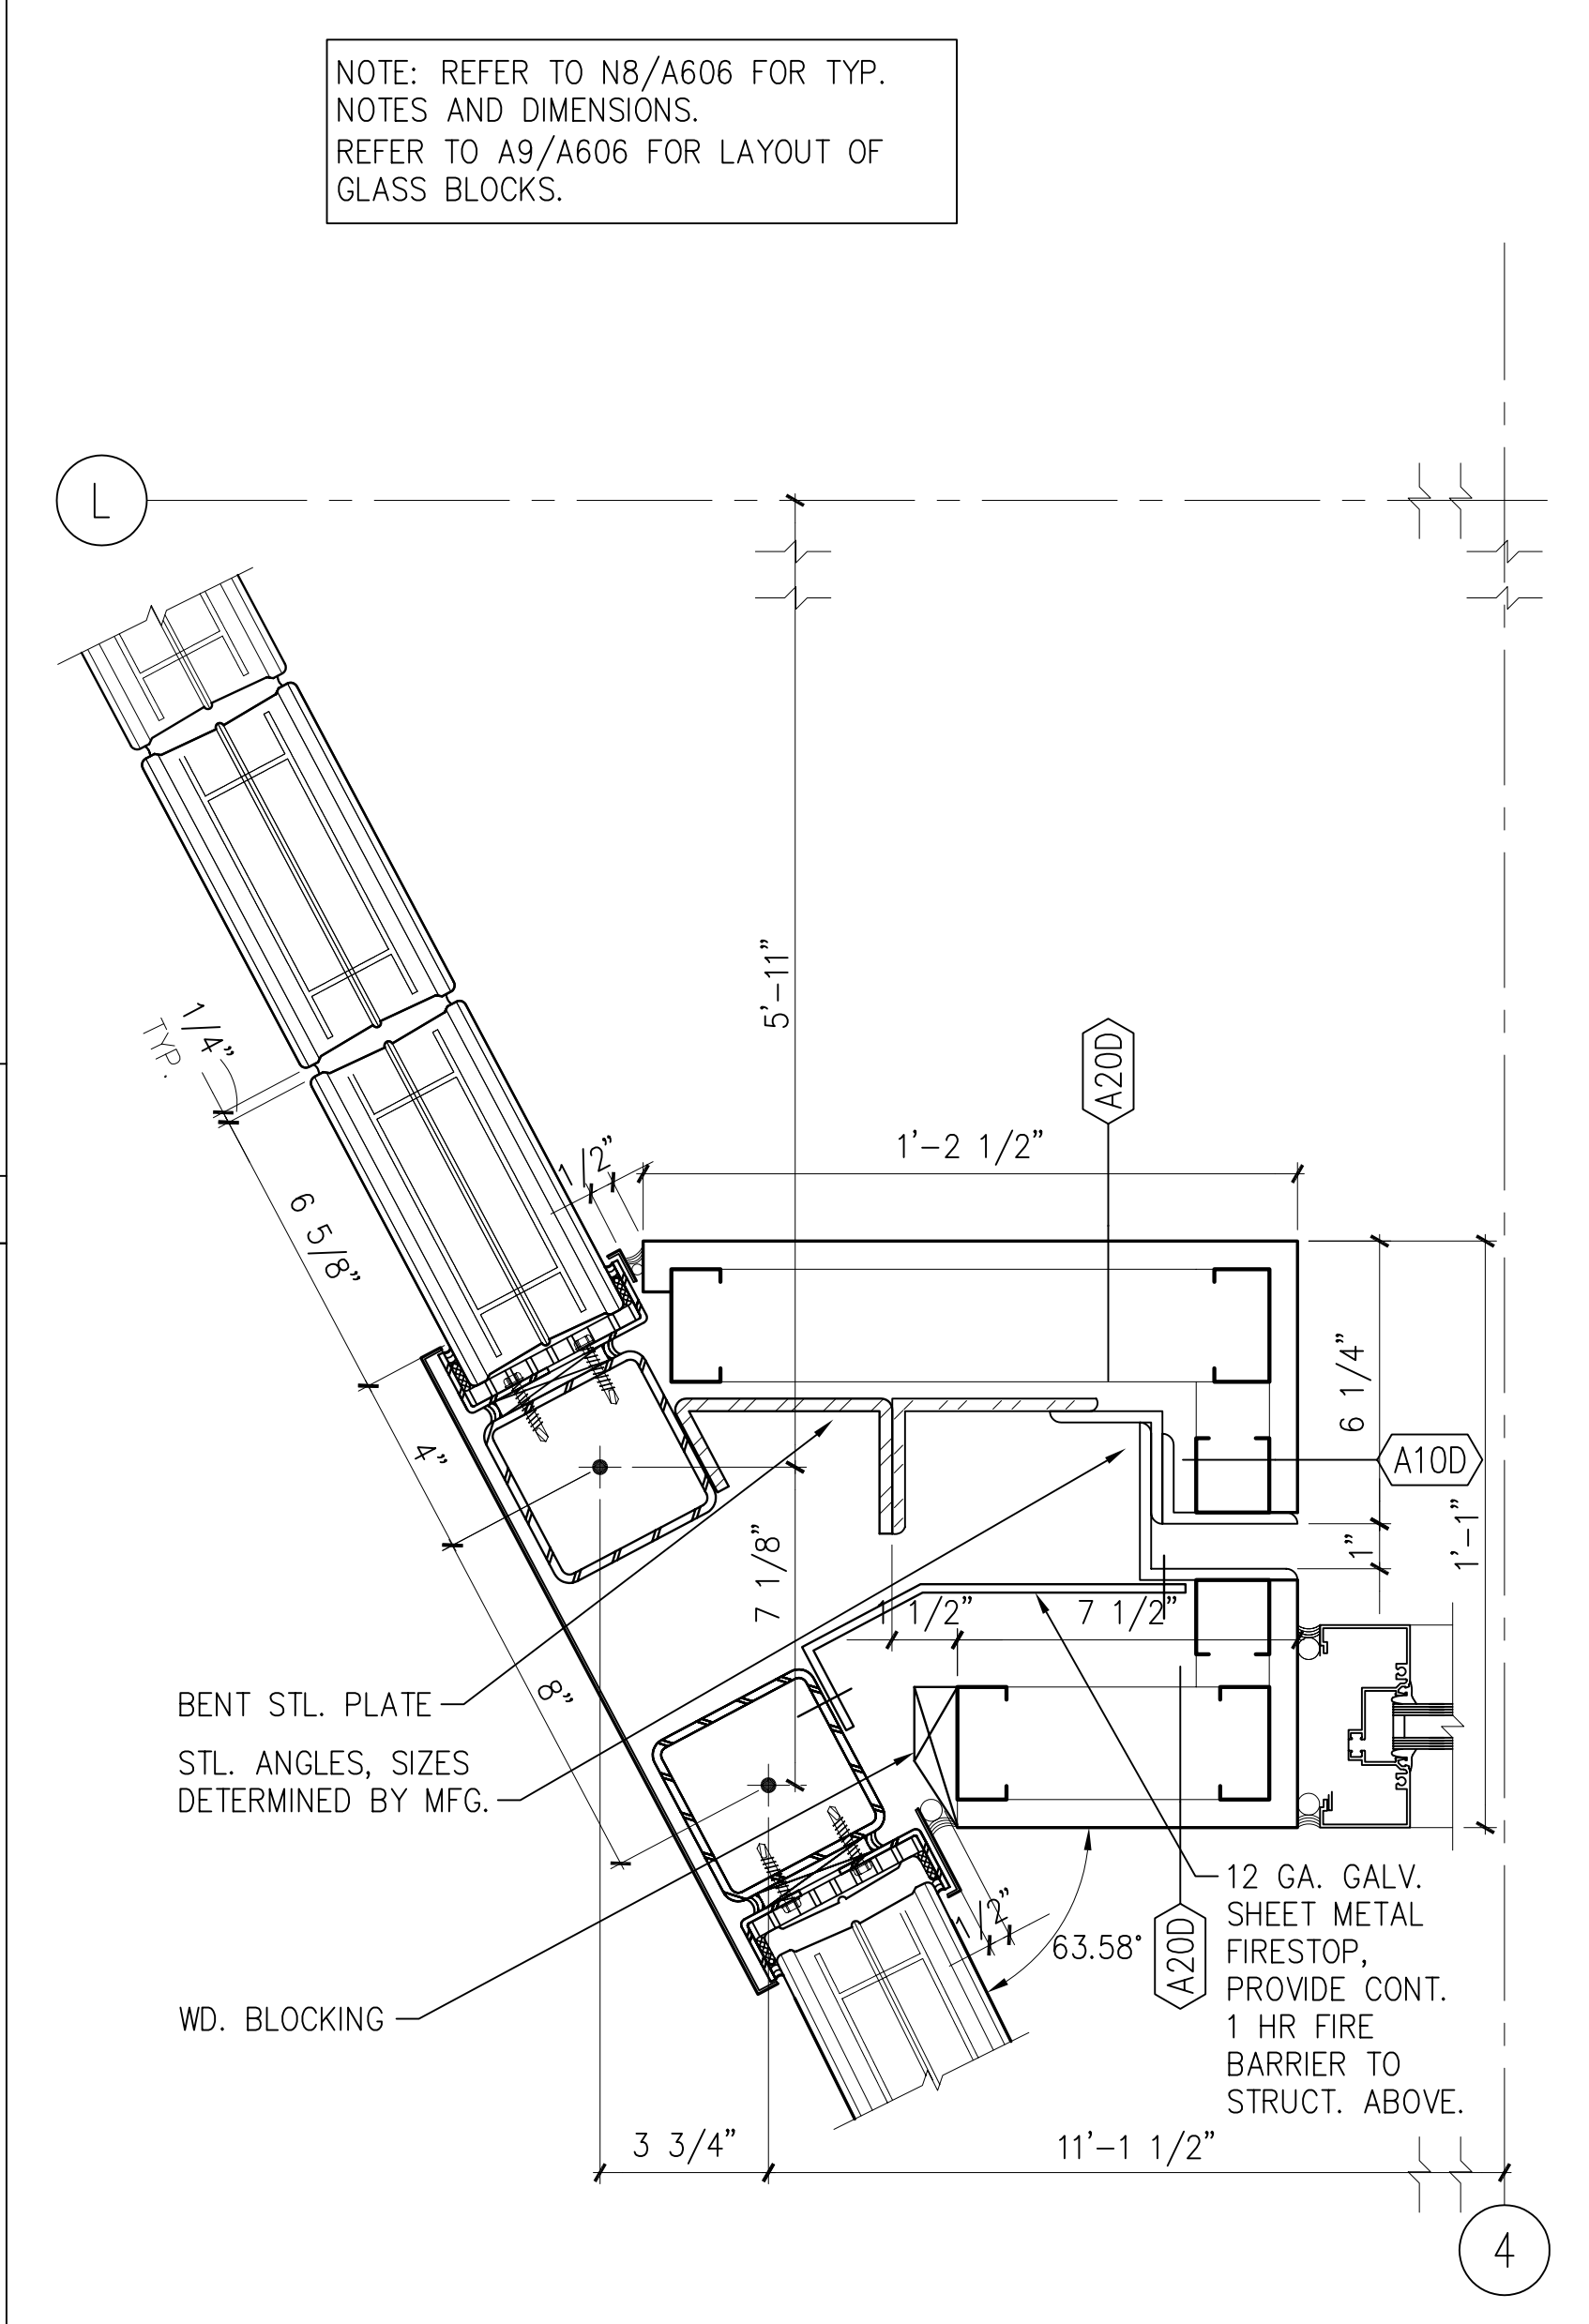 NOTE: REFER TO N8/A606 FOR TYP.
NOTES AND DIMENSIONS.
REFER TO A9/A606 FOR LAYOUT OF
GLASS BLOCKS.
L
5'-11"
1/4"
TYP.
A20D
1'-2 1/2"
1/2"
6 5/8"
6 1/4"
4"
A10D
1"
1'-1"
7 1/8"
1 1/2"
7 1/2"
8"
BENT STL. PLATE
STL. ANGLES, SIZES
DETERMINED BY MFG.
12 GA. GALV.
SHEET METAL
FIRESTOP,
PROVIDE CONT.
1 HR FIRE
BARRIER TO
STRUCT. ABOVE.
1/2"
63.58°
A20D
WD. BLOCKING
3 3/4"
11'-1 1/2"
4